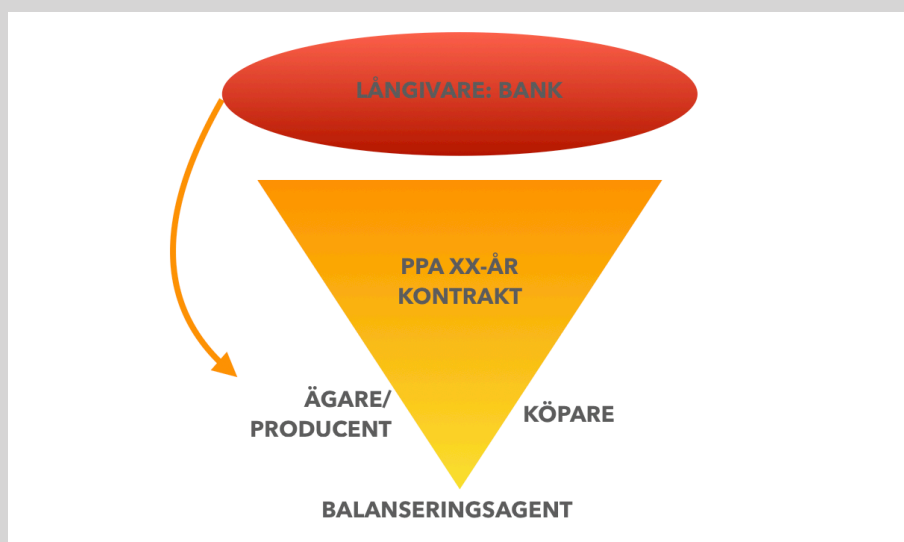 LÅNGIVARE: BANK
PPA XX-ÅR
KONTRAKT
ÄGARE/
PRODUCENT
KÖPARE
BALANSERINGSAGENT